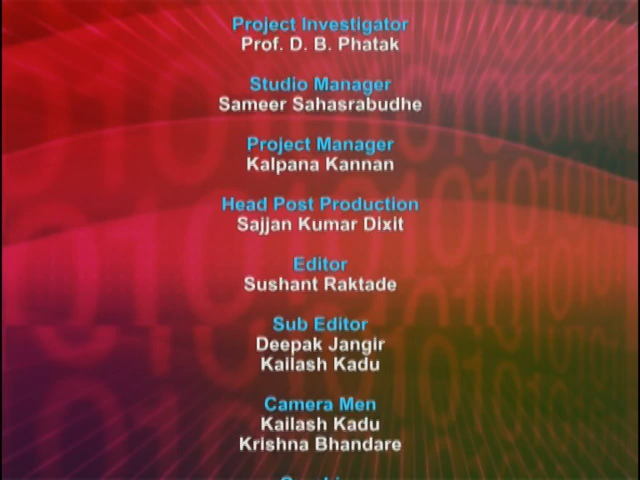 Project Investigator
Prof. D. B. Phatak
Studio Manager
Sameer Sahasrabudhe
Project Manager
Kalpana Kannan
Head Post Production
Sajjan Kumar Dixit
Editor
Sushant Raktade
Sub Editor
Deepak Jangir
Kailash Kadu
Camera Men
Kailash Kadu
Krishna Bhandare